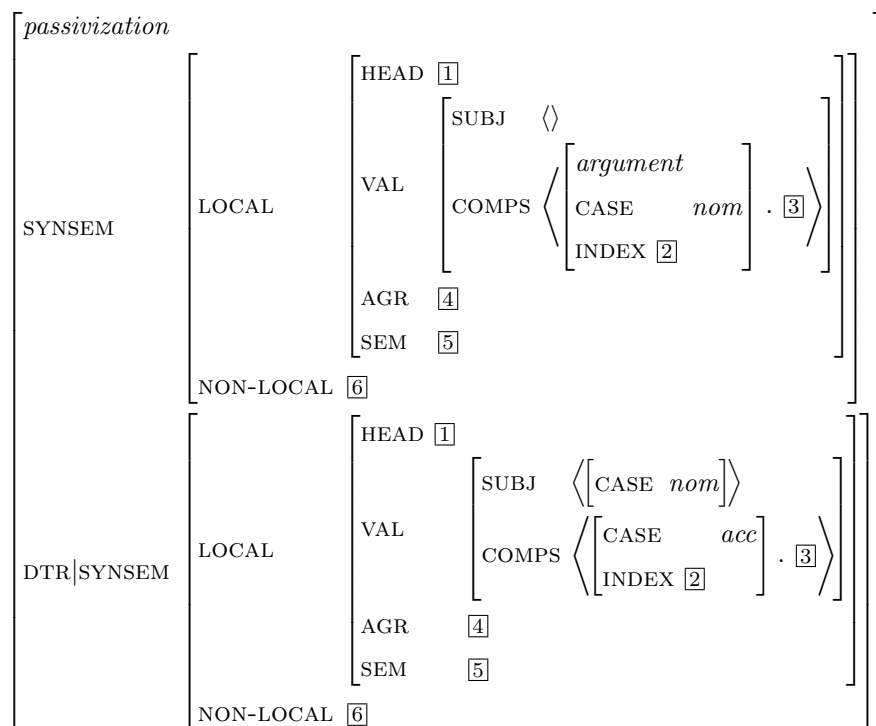 passivization
HEAD 1
SUBJ ⟨⟩
argument
VAL
LOCAL COMPS ⟨ CASE nom . 3 ⟩
SYNSEM INDEX 2
AGR 4
SEM 5
NON-LOCAL 6
HEAD 1
SUBJ ⟨[CASE nom]⟩
VAL
CASE acc
LOCAL COMPS ⟨ . 3 ⟩
DTR|SYNSEM INDEX 2
AGR 4
SEM 5
NON-LOCAL 6